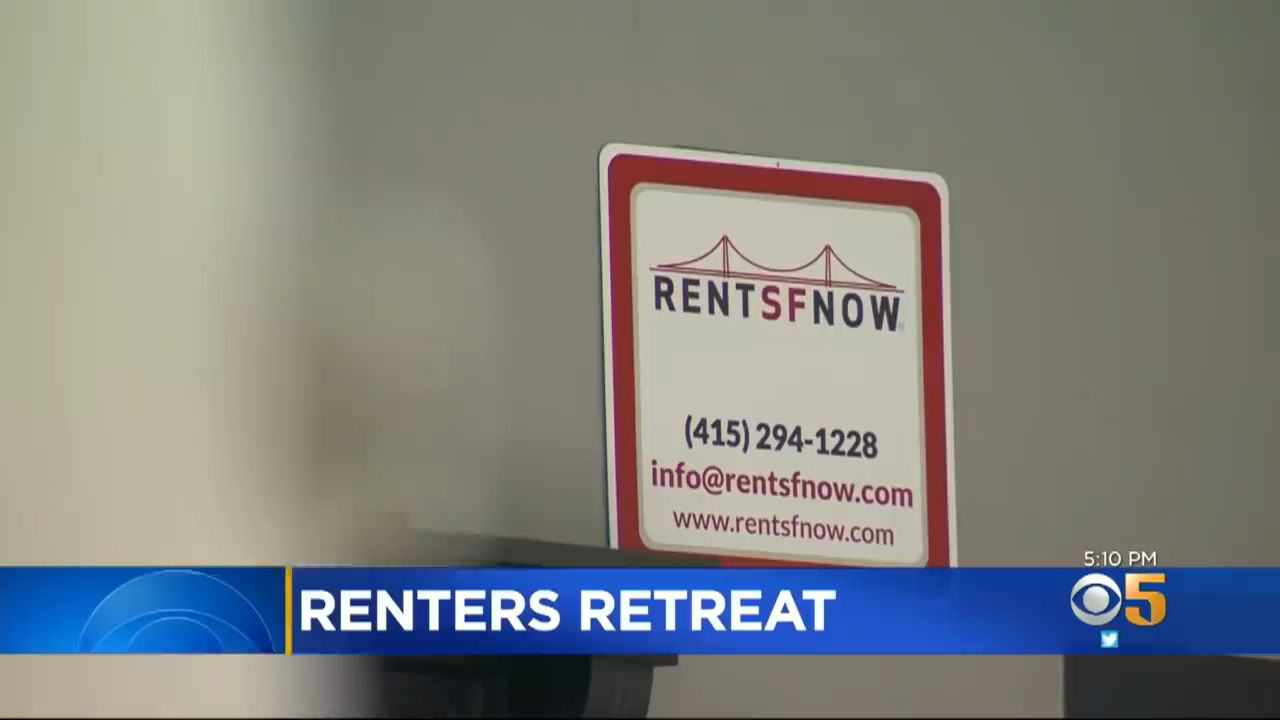 RENTSFNOW
(415) 294-1228
info@rentsfnow.com
www.rentsfnow.com
5:10 PM
RENTERS RETREAT
5